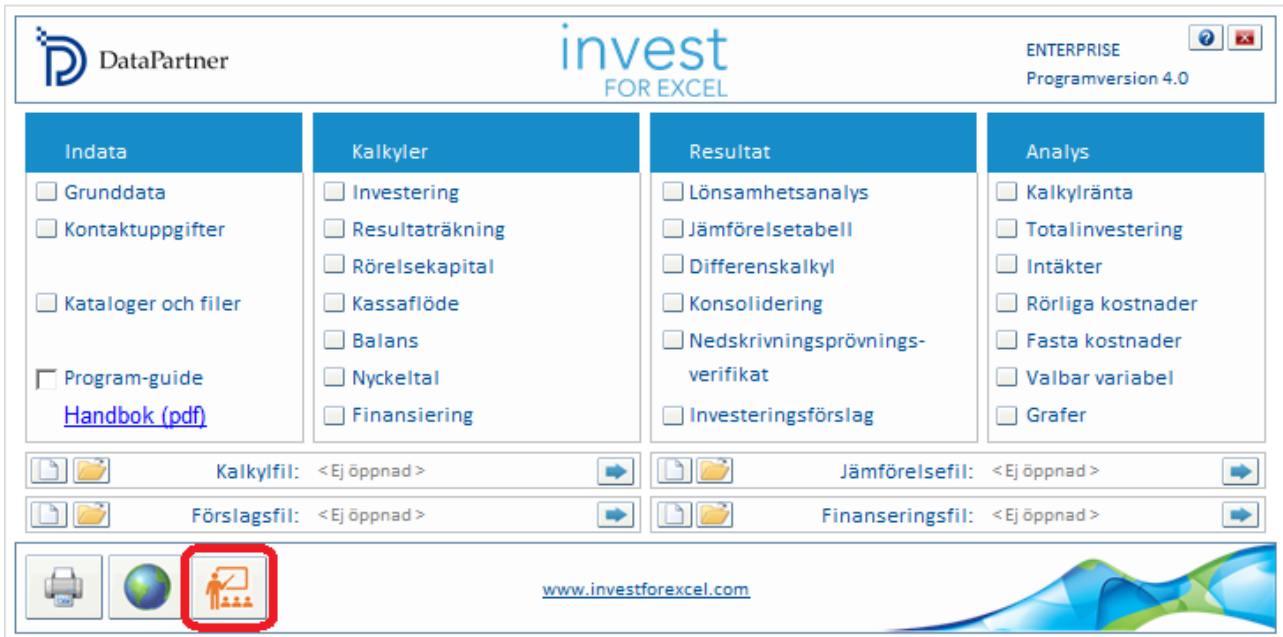 DataPartner
invest
FOR EXCEL
ENTERPRISE
Programversion 4.0
Indata
Grunddata
Kontaktuppgifter
Kataloger och filer
Program-guide
Handbok (pdf)
Kalkyler
Investering
Resultaträkning
Rörelsekapital
Kassaflöde
Balans
Nyckeltal
Finansiering
Resultat
Lönsamhetsanalys
Jämförelsetabell
Differenskalkyl
Konsolidering
Nedskrivningsprövnings-
verifikat
Investeringsförslag
Analys
Kalkylränta
Totalinvestering
Intäkter
Rörliga kostnader
Fasta kostnader
Valbar variabel
Grafer
Kalkylfil: <Ej öppnad>
Jämförelsefil: <Ej öppnad>
Förslagsfil: <Ej öppnad>
Finanseringsfil: <Ej öppnad>
www.investforexcel.com